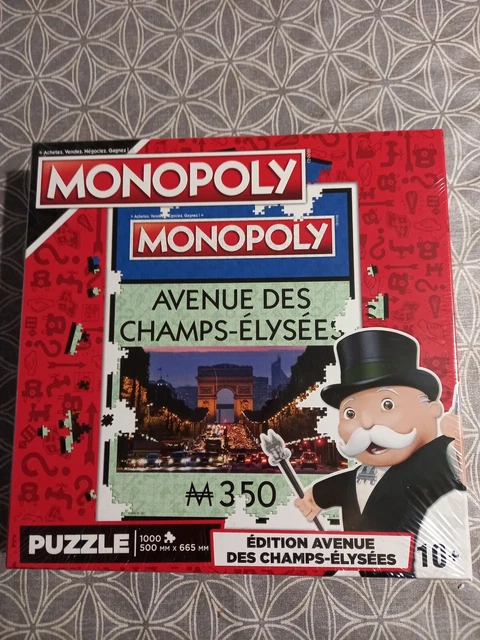 « Achetez. Vendez. Négociez. Gagnez ! »
MONOPOLY
« Achetez. Vendez. Négociez. Gagnez ! »
MONOPOLY
AVENUE DES
CHAMPS-ÉLYSÉES
₩350
PUZZLE
1000
500 MM X 665 MM
ÉDITION AVENUE
DES CHAMPS-ÉLYSÉES
10+